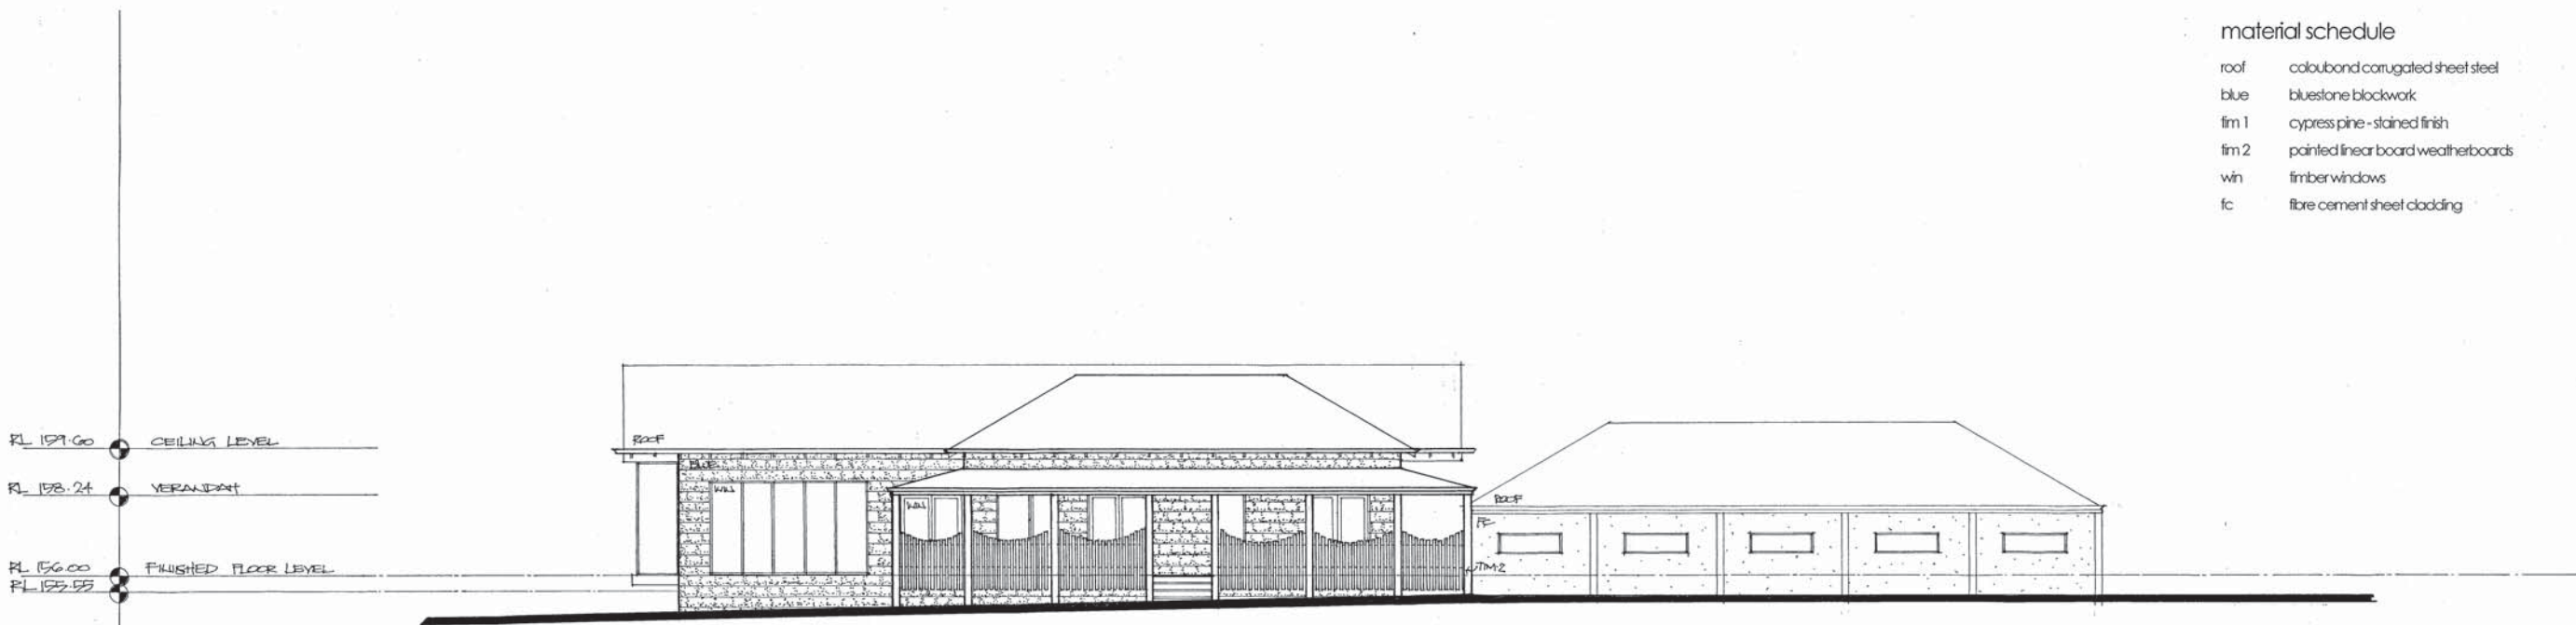 material schedule
roof coloubond corrugated sheet steel
blue bluestone blockwork
tim 1 cypress pine - stained finish
tim 2 painted linear board weatherboards
win timber windows
fc fibre cement sheet cladding
RL 159.60 CEILING LEVEL
ROOF
BLUE
RL 158.24 VERANDAH
WIN
WIN
ROOF
FC
RL 156.00 FINISHED FLOOR LEVEL
TIM 2
RL 155.55